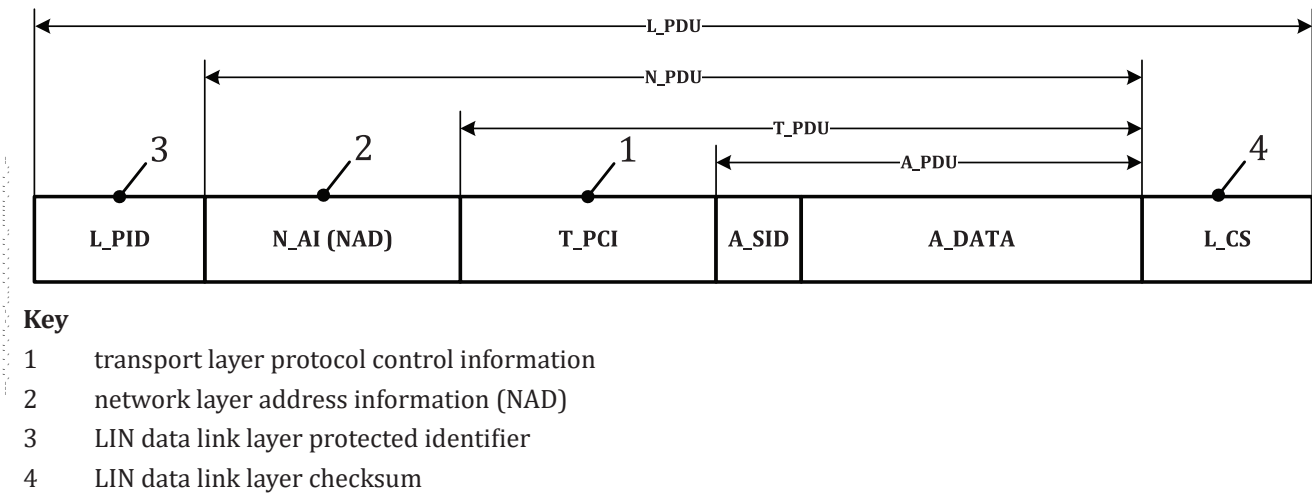 L_PDU
N_PDU
T_PDU
A_PDU
3 2 1 4
L_PID N_AI (NAD) T_PCI A_SID A_DATA L_CS
Key
1 transport layer protocol control information
2 network layer address information (NAD)
3 LIN data link layer protected identifier
4 LIN data link layer checksum